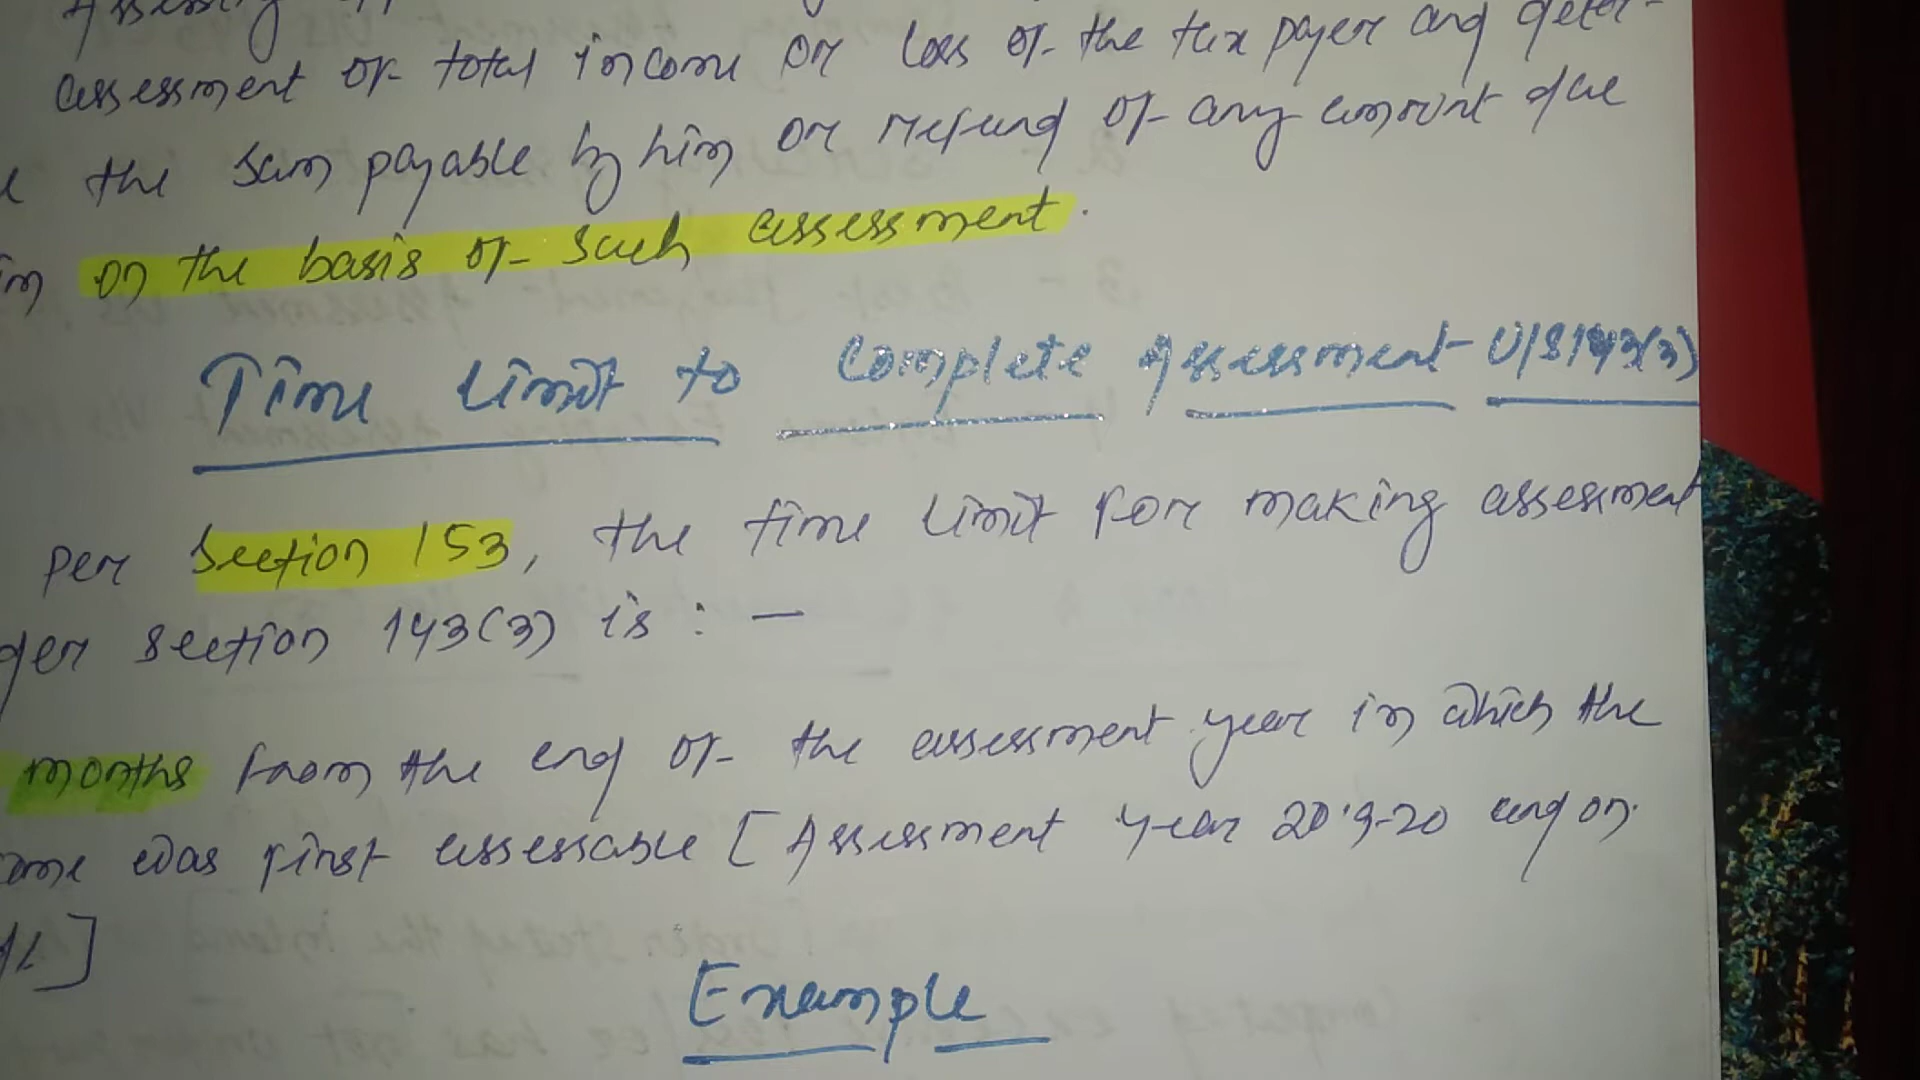 Assessing
assessment of total income or loss of the tax payer and deter-
the sum payable by him or refund of any amount due
on the basis of such assessment.
Time Limit to Complete Assessment U/S 143(3)
per Section 153, the time limit for making assessment
section 143(3) is : —
months from the end of the assessment year in which the
was first assessable [Assessment year 2019-20 and on
]
Example